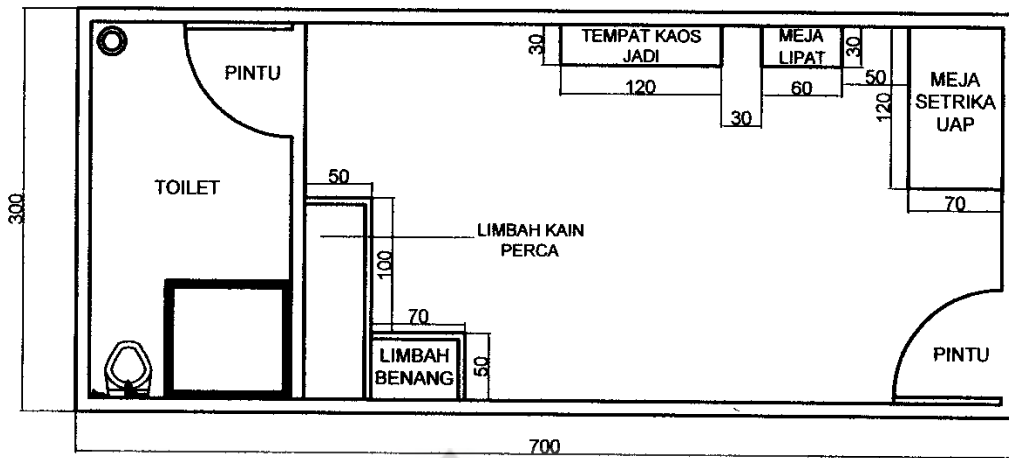 TEMPAT KAOS
JADI
MEJA
LIPAT
30
30
PINTU
50
MEJA
SETRIKA
UAP
120
60
120
30
TOILET
50
70
300
LIMBAH KAIN
PERCA
100
70
LIMBAH
BENANG
50
PINTU
700